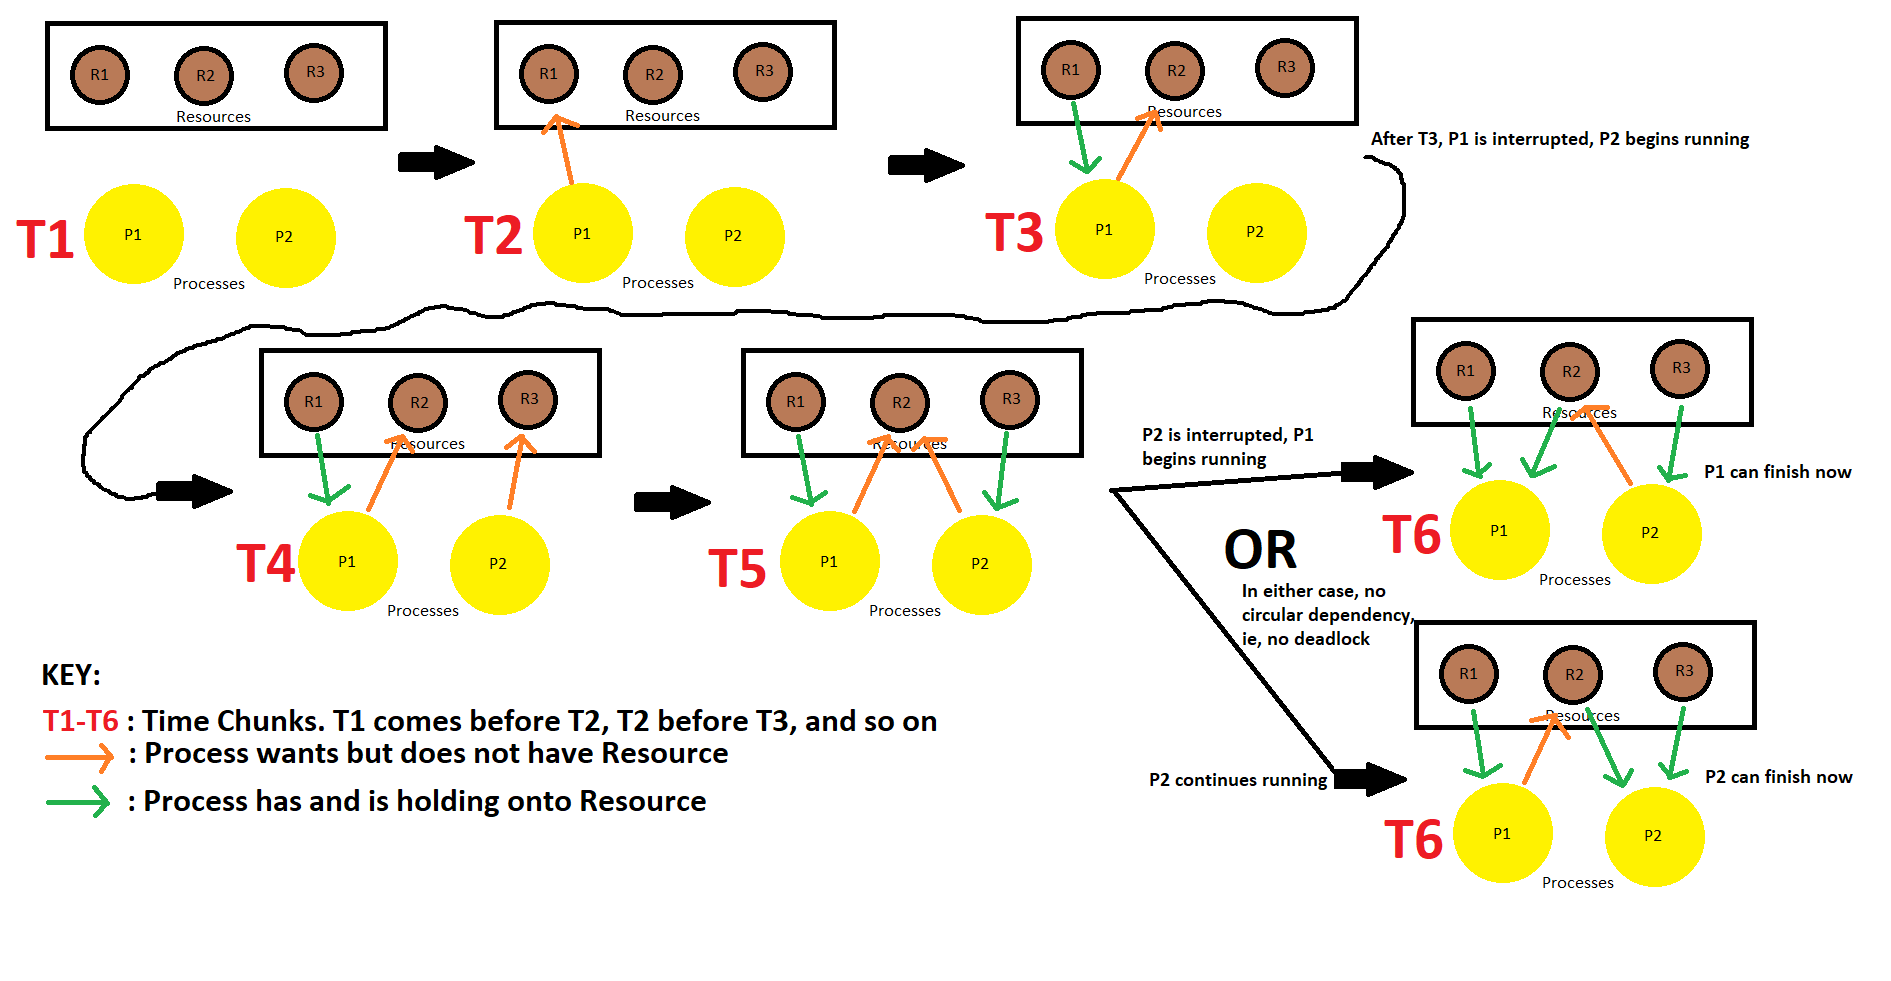 R1 R2 R3
Resources
T1 P1 P2
Processes
R1 R2 R3
Resources
T2 P1 P2
Processes
R1 R2 R3
Resources
T3 P1 P2
Processes
After T3, P1 is interrupted, P2 begins running
R1 R2 R3
Resources
T4 P1 P2
Processes
R1 R2 R3
Resources
T5 P1 P2
Processes
P2 is interrupted, P1
begins running
R1 R2 R3
Resources
P1 can finish now
T6 P1 P2
Processes
OR
In either case, no
circular dependency,
ie, no deadlock
P2 continues running
R1 R2 R3
Resources
P2 can finish now
T6 P1 P2
Processes
KEY:
T1-T6 : Time Chunks. T1 comes before T2, T2 before T3, and so on
: Process wants but does not have Resource
: Process has and is holding onto Resource